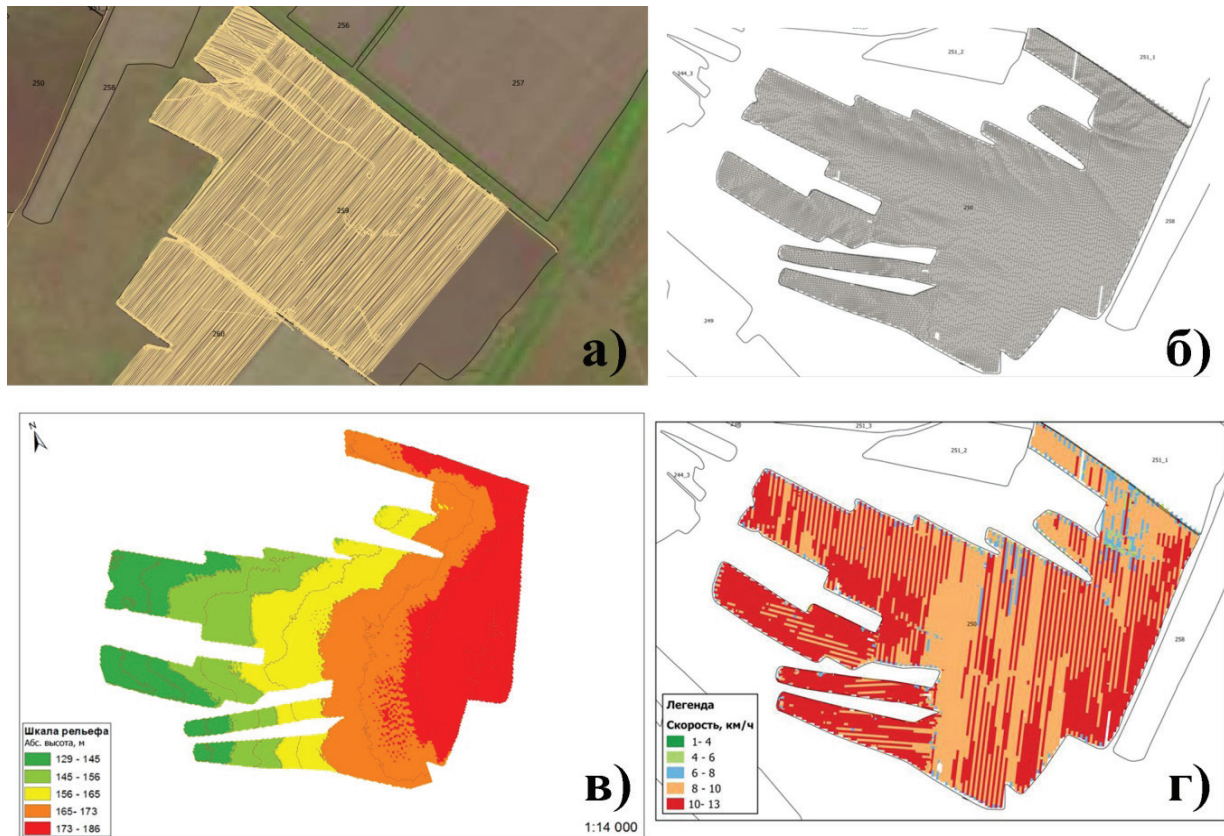 256
250
258
257
259
260
а)
251_2
251_1
244_3
250
258
249
б)
N
Шкала рельефа
Абс. высота, м
129 - 145
145 - 156
156 - 165
165- 173
173 - 186
1:14 000
в)
251_3
251_2
251_1
244_3
250
258
Легенда
Скорость, км/ч
1- 4
4 - 6
6 - 8
8 - 10
10- 13
г)